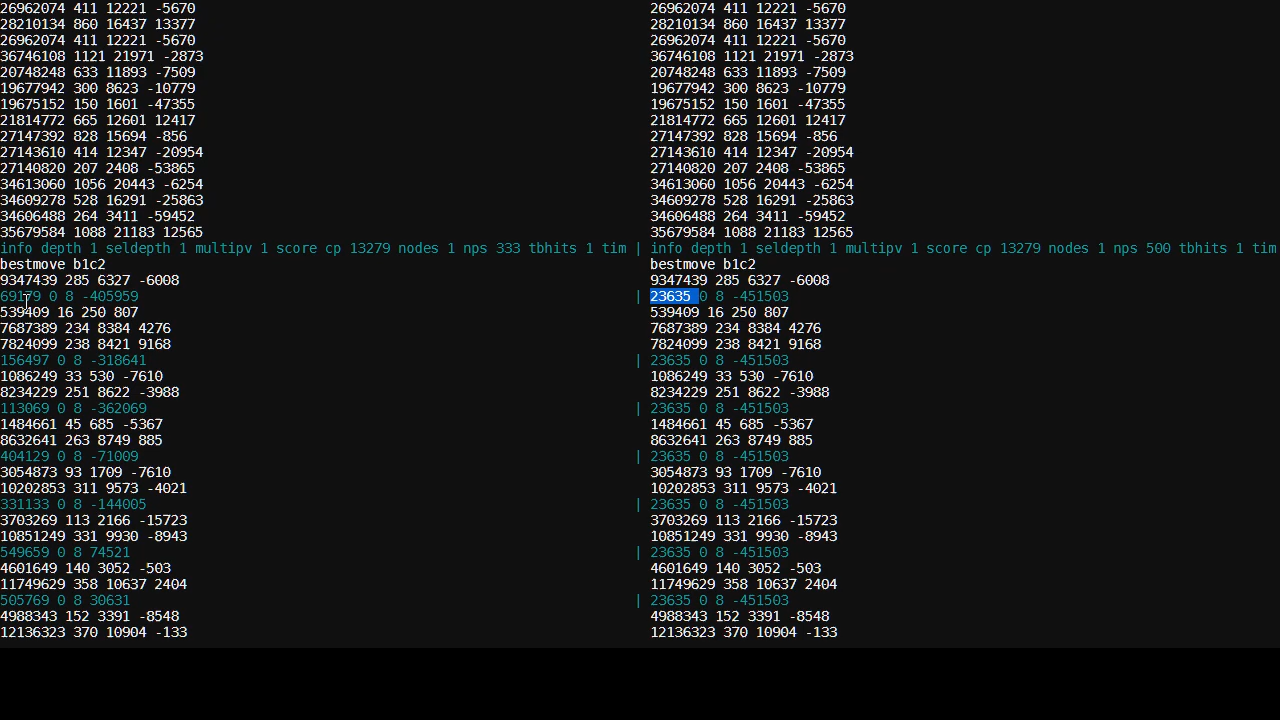 26962074 411 12221 -5670 26962074 411 12221 -5670
28210134 860 16437 13377 28210134 860 16437 13377
26962074 411 12221 -5670 26962074 411 12221 -5670
36746108 1121 21971 -2873 36746108 1121 21971 -2873
20748248 633 11893 -7509 20748248 633 11893 -7509
19677942 300 8623 -10779 19677942 300 8623 -10779
19675152 150 1601 -47355 19675152 150 1601 -47355
21814772 665 12601 12417 21814772 665 12601 12417
27147392 828 15694 -856 27147392 828 15694 -856
27143610 414 12347 -20954 27143610 414 12347 -20954
27140820 207 2408 -53865 27140820 207 2408 -53865
34613060 1056 20443 -6254 34613060 1056 20443 -6254
34609278 528 16291 -25863 34609278 528 16291 -25863
34606488 264 3411 -59452 34606488 264 3411 -59452
35679584 1088 21183 12565 35679584 1088 21183 12565
info depth 1 seldepth 1 multipv 1 score cp 13279 nodes 1 nps 333 tbhits 1 tim | info depth 1 seldepth 1 multipv 1 score cp 13279 nodes 1 nps 500 tbhits 1 tim
bestmove b1c2 bestmove b1c2
9347439 285 6327 -6008 9347439 285 6327 -6008
69179 0 8 -405959 | 23635 0 8 -451503
539409 16 250 807 539409 16 250 807
7687389 234 8384 4276 7687389 234 8384 4276
7824099 238 8421 9168 7824099 238 8421 9168
156497 0 8 -318641 | 23635 0 8 -451503
1086249 33 530 -7610 1086249 33 530 -7610
8234229 251 8622 -3988 8234229 251 8622 -3988
113069 0 8 -362069 | 23635 0 8 -451503
1484661 45 685 -5367 1484661 45 685 -5367
8632641 263 8749 885 8632641 263 8749 885
404129 0 8 -71009 | 23635 0 8 -451503
3054873 93 1709 -7610 3054873 93 1709 -7610
10202853 311 9573 -4021 10202853 311 9573 -4021
331133 0 8 -144005 | 23635 0 8 -451503
3703269 113 2166 -15723 3703269 113 2166 -15723
10851249 331 9930 -8943 10851249 331 9930 -8943
549659 0 8 74521 | 23635 0 8 -451503
4601649 140 3052 -503 4601649 140 3052 -503
11749629 358 10637 2404 11749629 358 10637 2404
505769 0 8 30631 | 23635 0 8 -451503
4988343 152 3391 -8548 4988343 152 3391 -8548
12136323 370 10904 -133 12136323 370 10904 -133